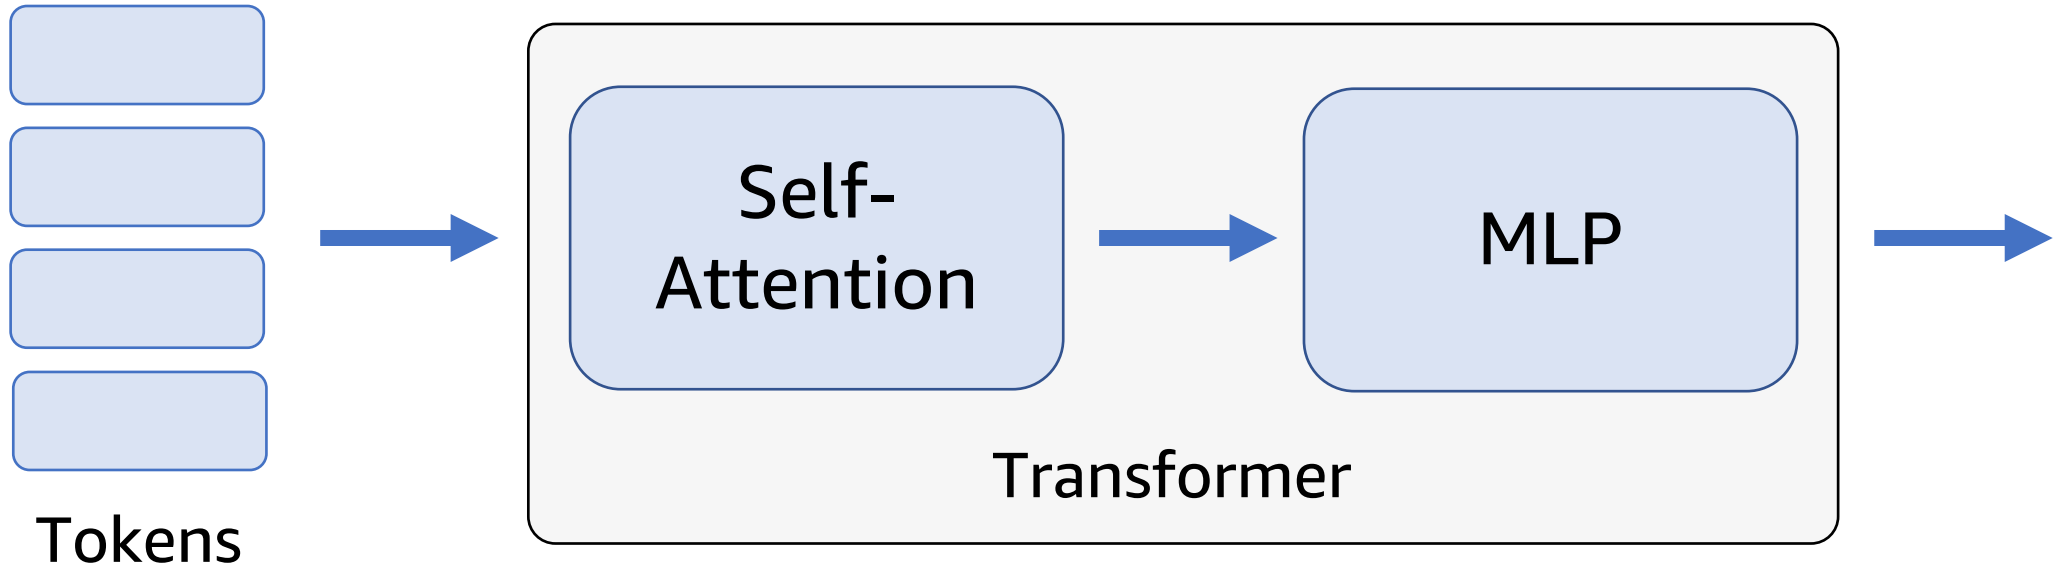 Tokens
Self-
Attention
MLP
Transformer